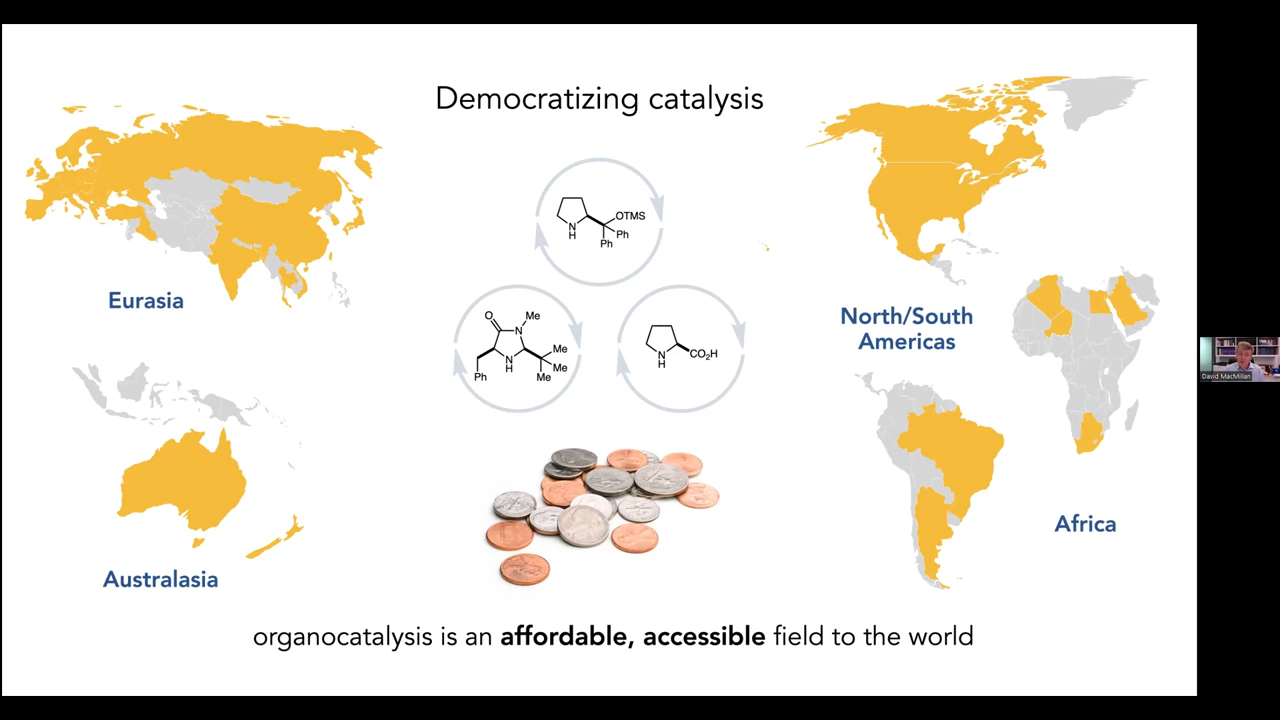 Democratizing catalysis
OTMS
N
H
Ph
Ph
Eurasia
North/South
Americas
O
Me
N
N
H
Me
Me
Me
Ph
N
H
CO₂H
David MacMillan
Australasia
Africa
organocatalysis is an affordable, accessible field to the world